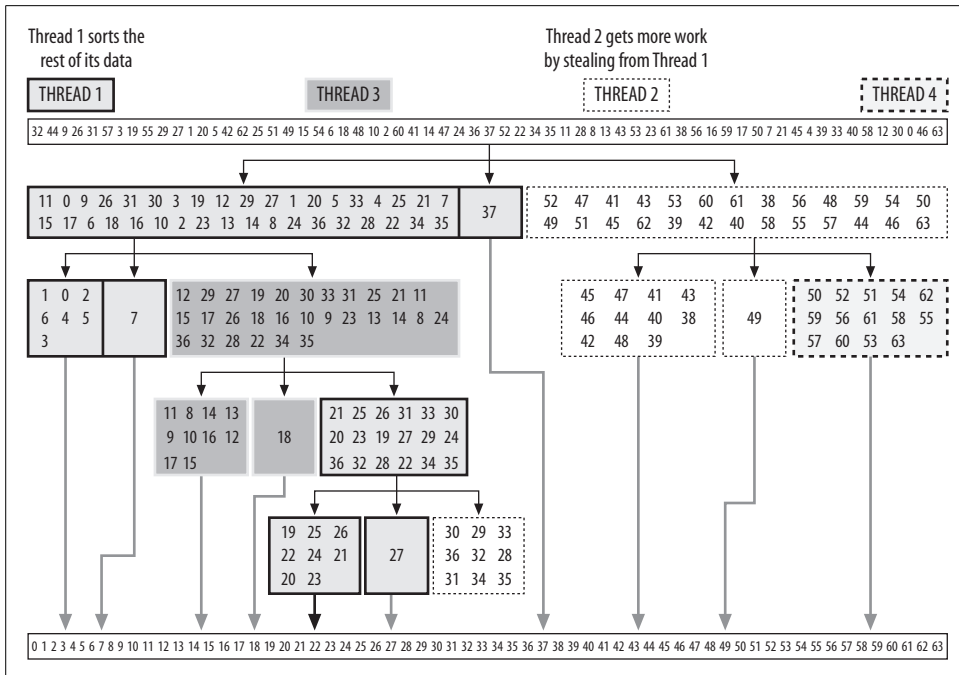 Thread 1 sorts the
rest of its data
Thread 2 gets more work
by stealing from Thread 1
THREAD 1
THREAD 3
THREAD 2
THREAD 4
32 44 9 26 31 57 3 19 55 29 27 1 20 5 42 62 25 51 49 15 54 6 18 48 10 2 60 41 14 47 24 36 37 52 22 34 35 11 28 8 13 43 53 23 61 38 56 16 59 17 50 7 21 45 4 39 33 40 58 12 30 0 46 63
11 0 9 26 31 30 3 19 12 29 27 1 20 5 33 4 25 21 7
15 17 6 18 16 10 2 23 13 14 8 24 36 32 28 22 34 35
37
52 47 41 43 53 60 61 38 56 48 59 54 50
49 51 45 62 39 42 40 58 55 57 44 46 63
1 0 2
6 4 5
3
7
12 29 27 19 20 30 33 31 25 21 11
15 17 26 18 16 10 9 23 13 14 8 24
36 32 28 22 34 35
45 47 41 43
46 44 40 38
42 48 39
49
50 52 51 54 62
59 56 61 58 55
57 60 53 63
11 8 14 13
9 10 16 12
17 15
18
21 25 26 31 33 30
20 23 19 27 29 24
36 32 28 22 34 35
19 25 26
22 24 21
20 23
27
30 29 33
36 32 28
31 34 35
0 1 2 3 4 5 6 7 8 9 10 11 12 13 14 15 16 17 18 19 20 21 22 23 24 25 26 27 28 29 30 31 32 33 34 35 36 37 38 39 40 41 42 43 44 45 46 47 48 49 50 51 52 53 54 55 56 57 58 59 60 61 62 63